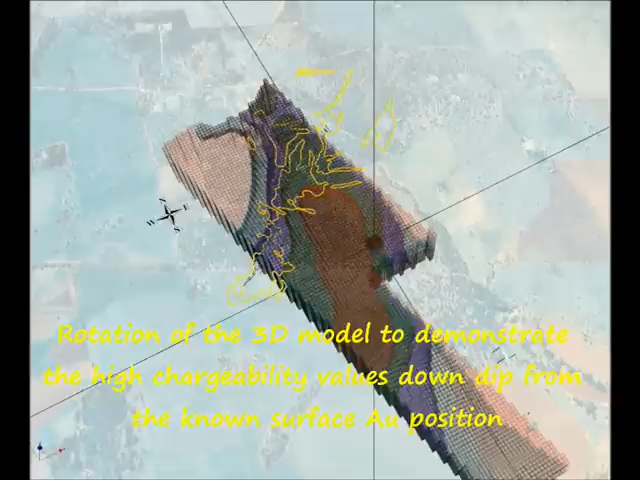 Rotation of the 3D model to demonstrate
the high chargeability values down dip from
the known surface Au position